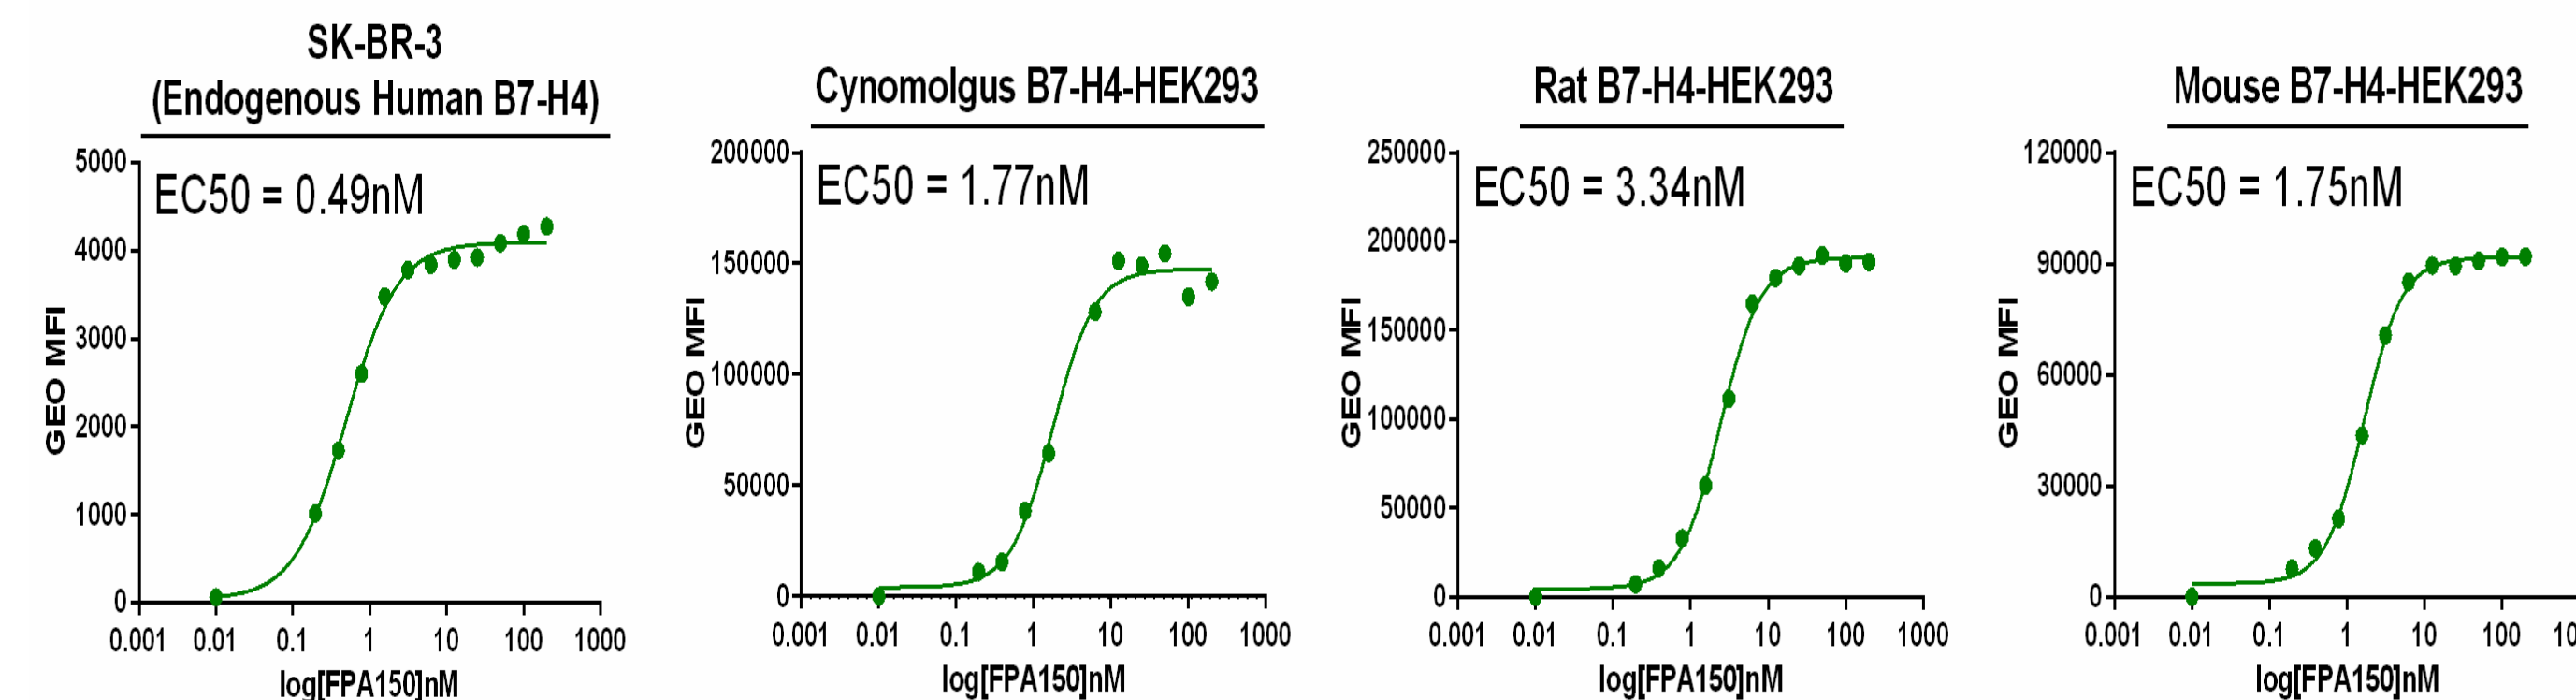 SK-BR-3
(Endogenous Human B7-H4)
EC50 = 0.49nM
5000
4000
3000
2000
1000
0
GEO MFI
0.001 0.01 0.1 1 10 100 1000
log[FPA150]nM
Cynomolgus B7-H4-HEK293
EC50 = 1.77nM
200000
150000
100000
50000
0
GEO MFI
0.001 0.01 0.1 1 10 100 1000
log[FPA150]nM
Rat B7-H4-HEK293
EC50 = 3.34nM
250000
200000
150000
100000
50000
0
GEO MFI
0.001 0.01 0.1 1 10 100 1000
log[FPA150]nM
Mouse B7-H4-HEK293
EC50 = 1.75nM
120000
90000
60000
30000
0
GEO MFI
0.001 0.01 0.1 1 10 100
log[FPA150]nM